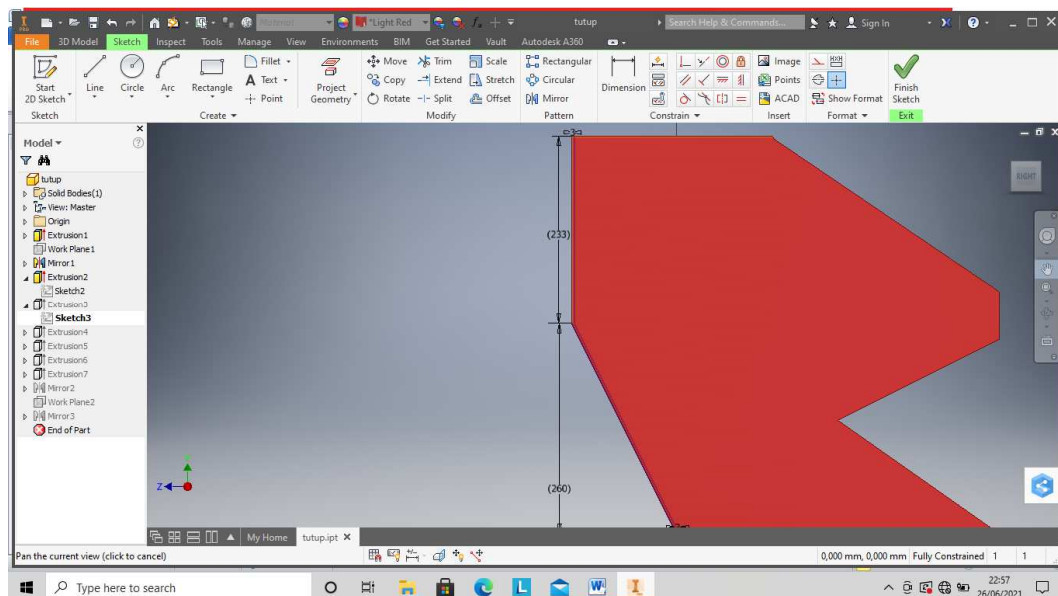 Material
*Light Red
tutup
Search Help & Commands...
Sign In
File 3D Model Sketch Inspect Tools Manage View Environments BIM Get Started Vault Autodesk A360
Start
2D Sketch
Line
Circle
Arc
Rectangle
Fillet
Text
Point
Project
Geometry
Move Trim Scale
Copy Extend Stretch
Rotate Split Offset
Rectangular
Circular
Mirror
Dimension
Image
Points
ACAD
Show Format
Finish
Sketch
Sketch Create Modify Pattern Constrain Insert Format Exit
Model
tutup
Solid Bodies(1)
View: Master
Origin
Extrusion1
Work Plane1
Mirror1
Extrusion2
Sketch2
Extrusion3
Sketch3
Extrusion4
Extrusion5
Extrusion6
Extrusion7
Mirror2
Work Plane2
Mirror3
End of Part
3
(233)
(260)
RIGHT
Z
My Home tutup.ipt
Pan the current view (click to cancel)
0,000 mm, 0,000 mm Fully Constrained 1 1
Type here to search
22:57
26/06/2021